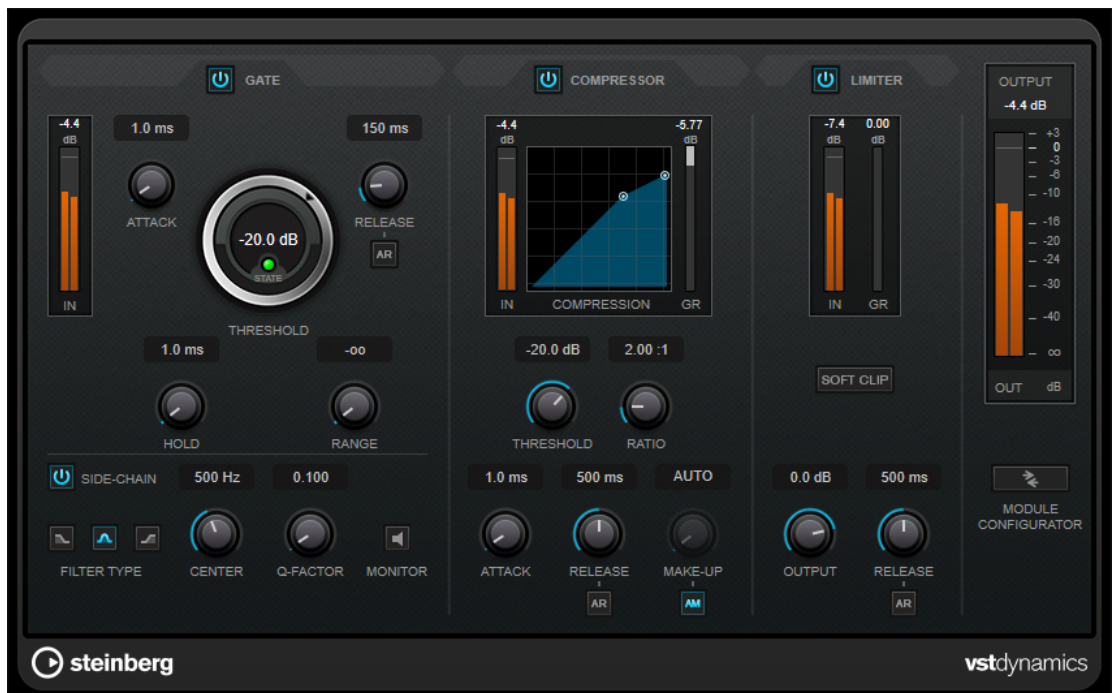 GATE
COMPRESSOR
LIMITER
OUTPUT
-4.4 dB
-4.4
dB
IN
1.0 ms
ATTACK
150 ms
RELEASE
AR
-20.0 dB
STATE
THRESHOLD
1.0 ms
HOLD
-oo
RANGE
SIDE-CHAIN
500 Hz
0.100
FILTER TYPE
CENTER
Q-FACTOR
MONITOR
-4.4
dB
-5.77
dB
IN
COMPRESSION
GR
-20.0 dB
2.00 :1
THRESHOLD
RATIO
1.0 ms
500 ms
AUTO
ATTACK
RELEASE
MAKE-UP
AR
AM
-7.4
0.00
dB
dB
IN
GR
SOFT CLIP
0.0 dB
500 ms
OUTPUT
RELEASE
AR
+3
0
-3
-6
-10
-16
-20
-24
-30
-40
∞
OUT
dB
MODULE
CONFIGURATOR
steinberg
vstdynamics